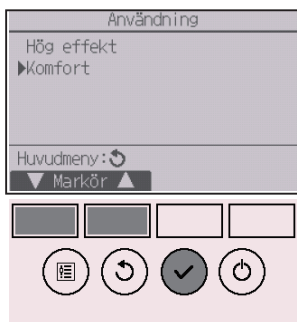 Användning
Hög effekt
▶Komfort
Huvudmeny:↺
▼ Markör ▲